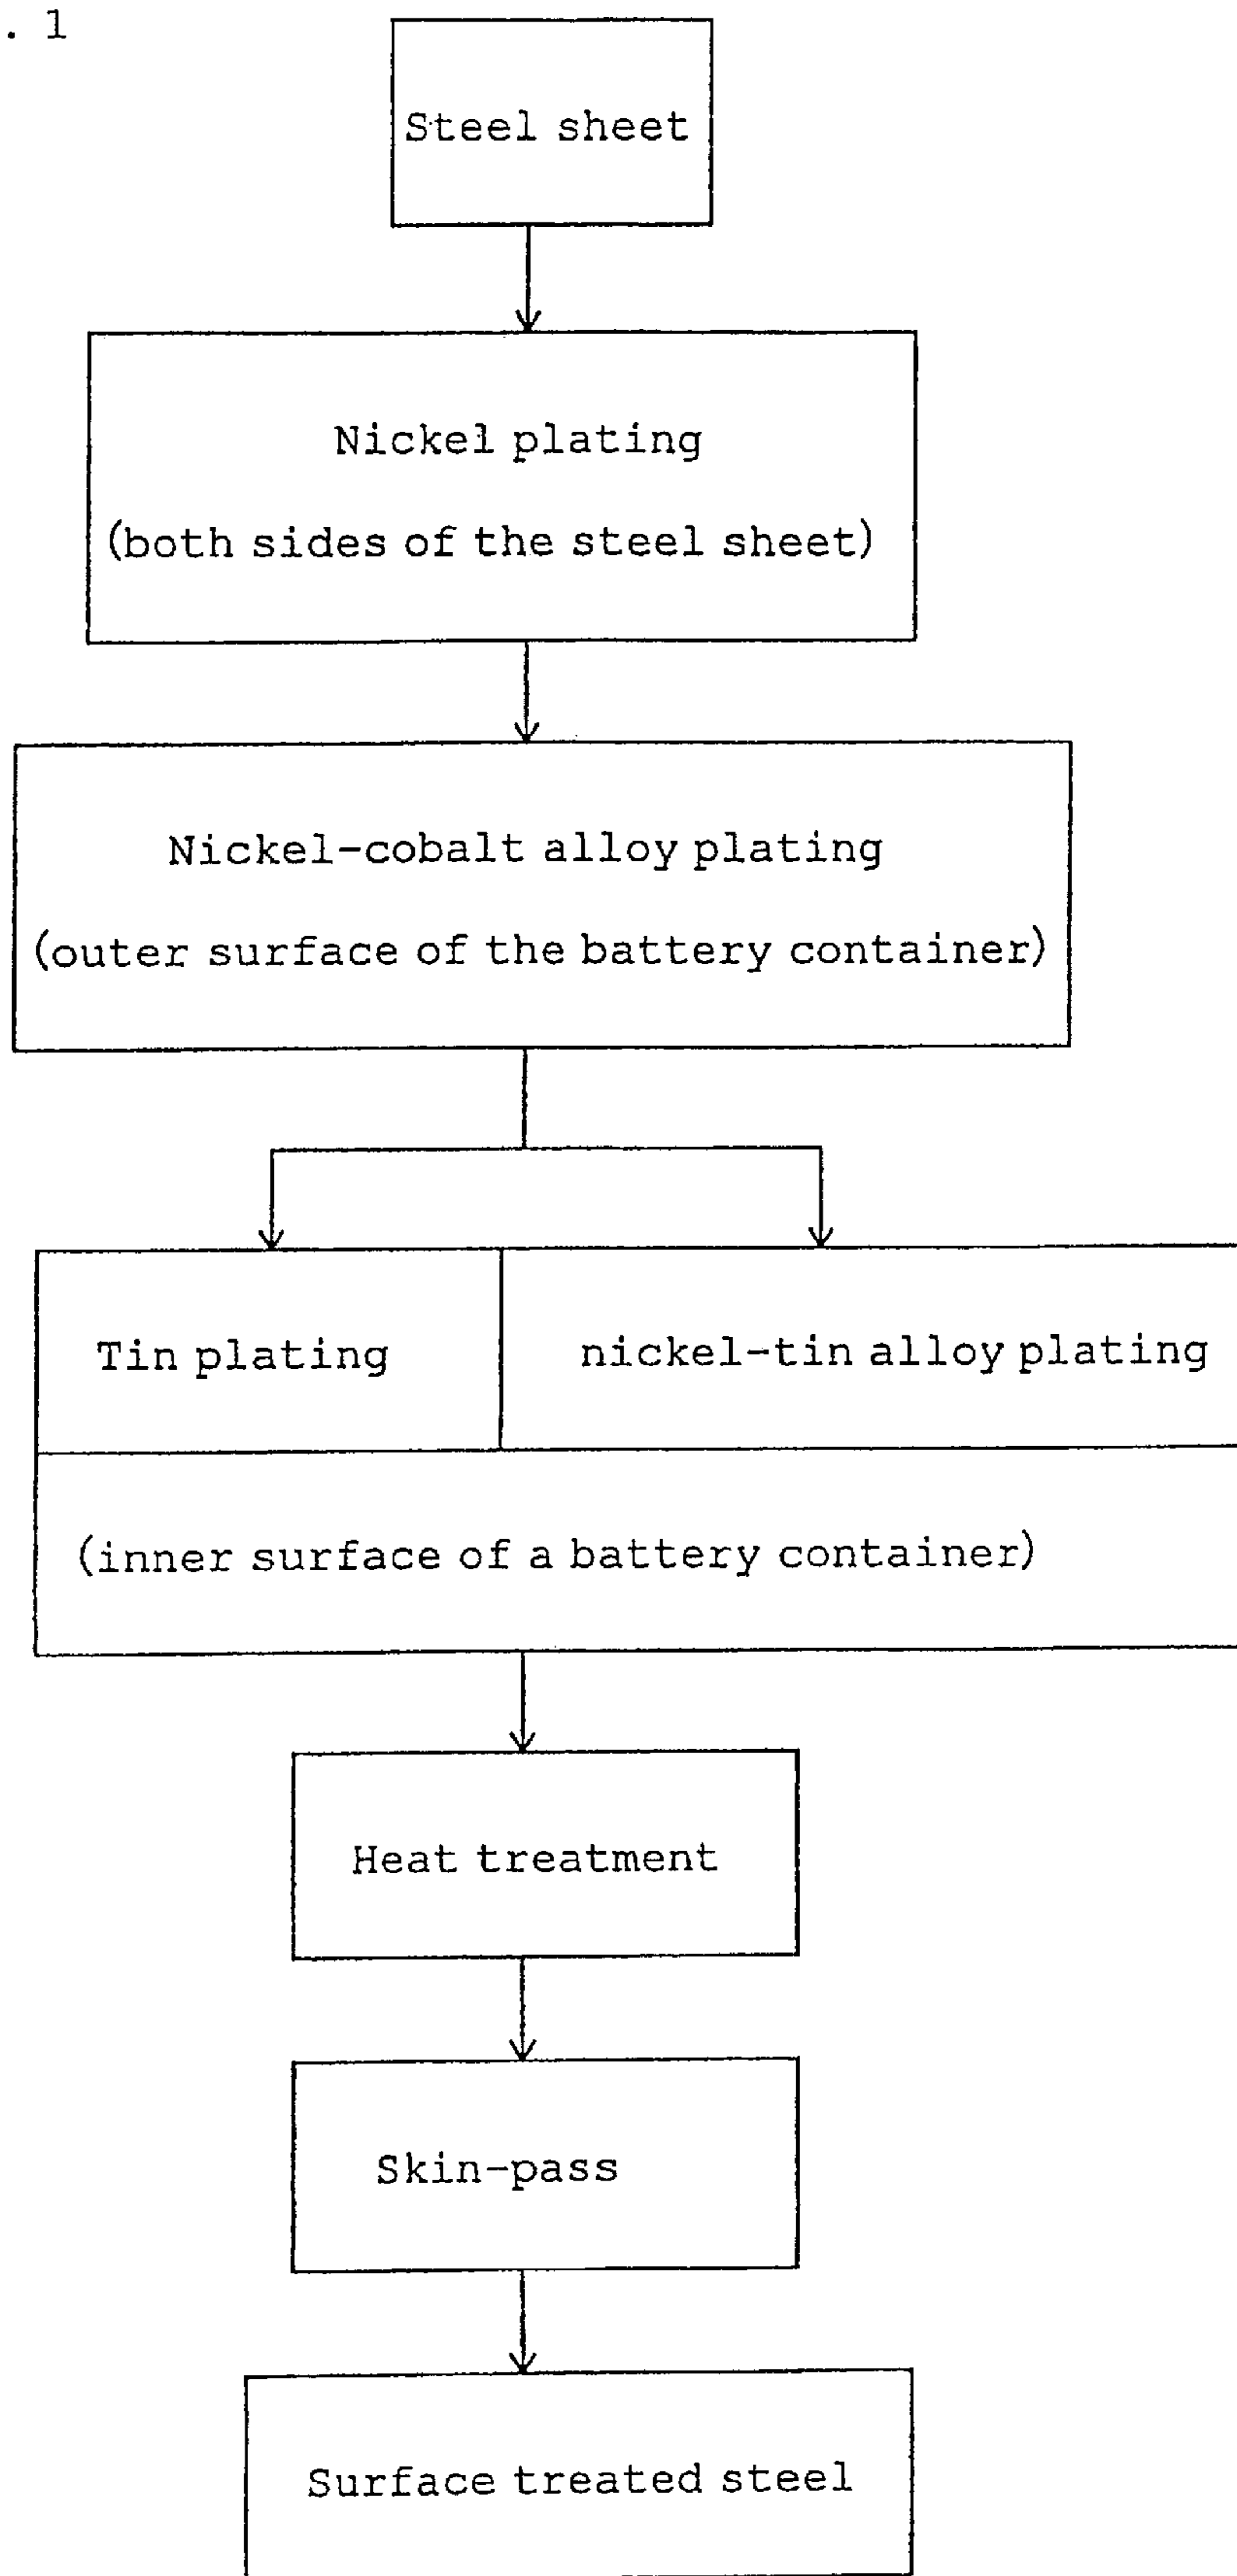 . 1
Steel sheet
Nickel plating
(both sides of the steel sheet)
Nickel-cobalt alloy plating
(outer surface of the battery container)
Tin plating
nickel-tin alloy plating
(inner surface of a battery container)
Heat treatment
Skin-pass
Surface treated steel